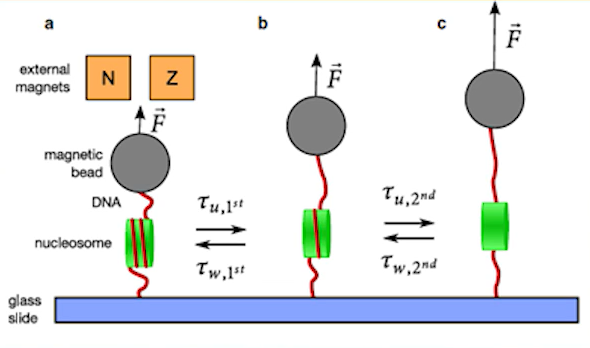 a
b
c
external
magnets
N
Z
F
F
F
magnetic
bead
DNA
τu,1st
τu,2nd
nucleosome
τw,1st
τw,2nd
glass
slide